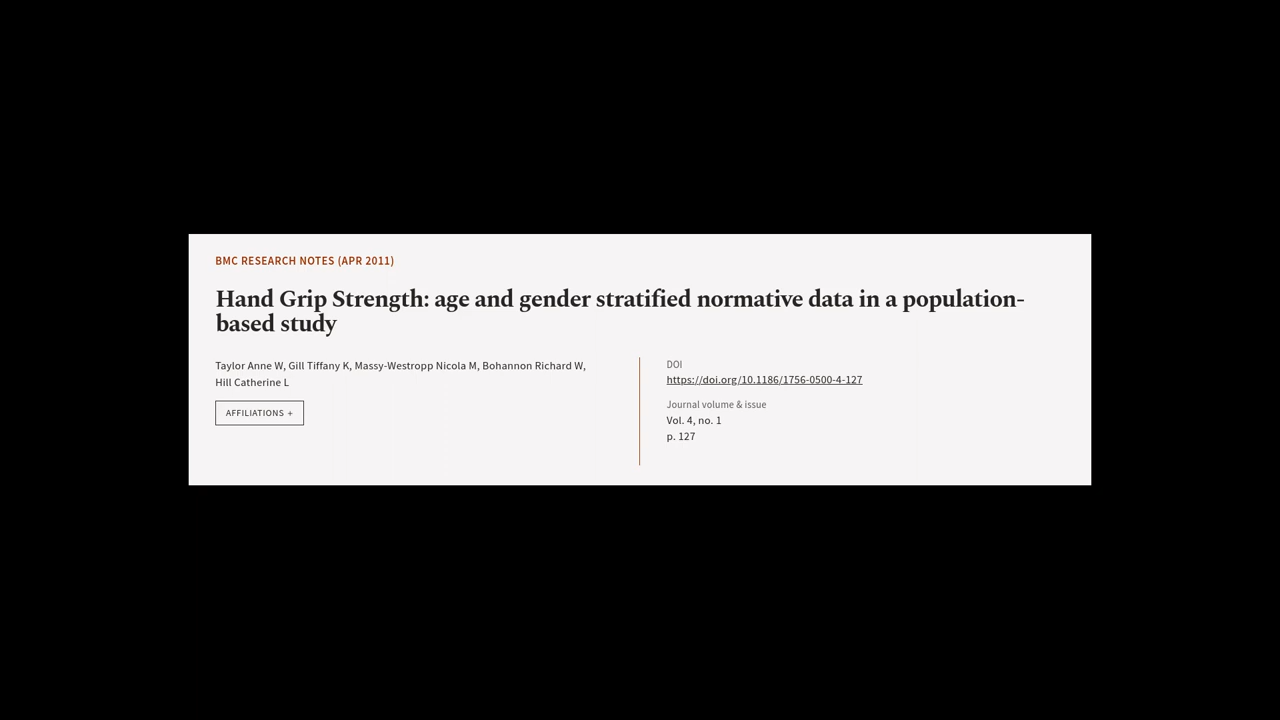 BMC RESEARCH NOTES (APR 2011)
Hand Grip Strength: age and gender stratified normative data in a population-
based study
Taylor Anne W, Gill Tiffany K, Massy-Westropp Nicola M, Bohannon Richard W,
Hill Catherine L
AFFILIATIONS +
DOI
https://doi.org/10.1186/1756-0500-4-127
Journal volume & issue
Vol. 4, no. 1
p. 127